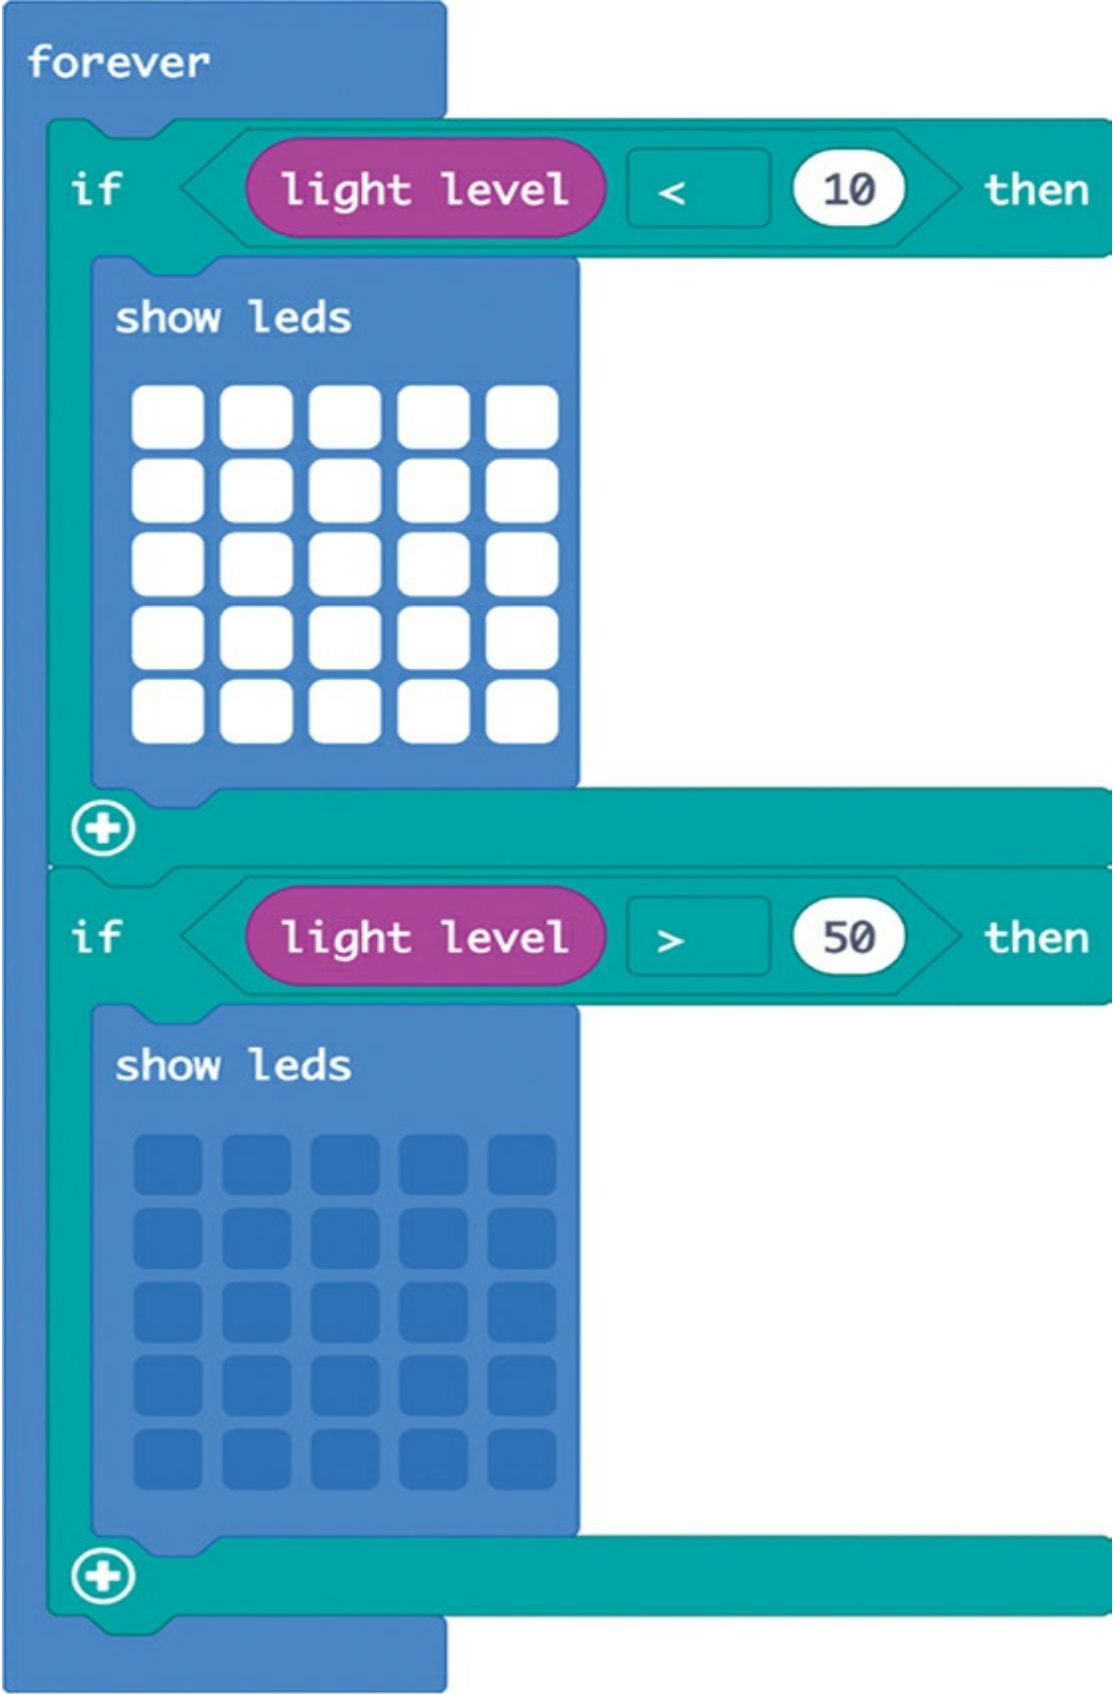 forever
if light level < 10 then
show leds
if light level > 50 then
show leds